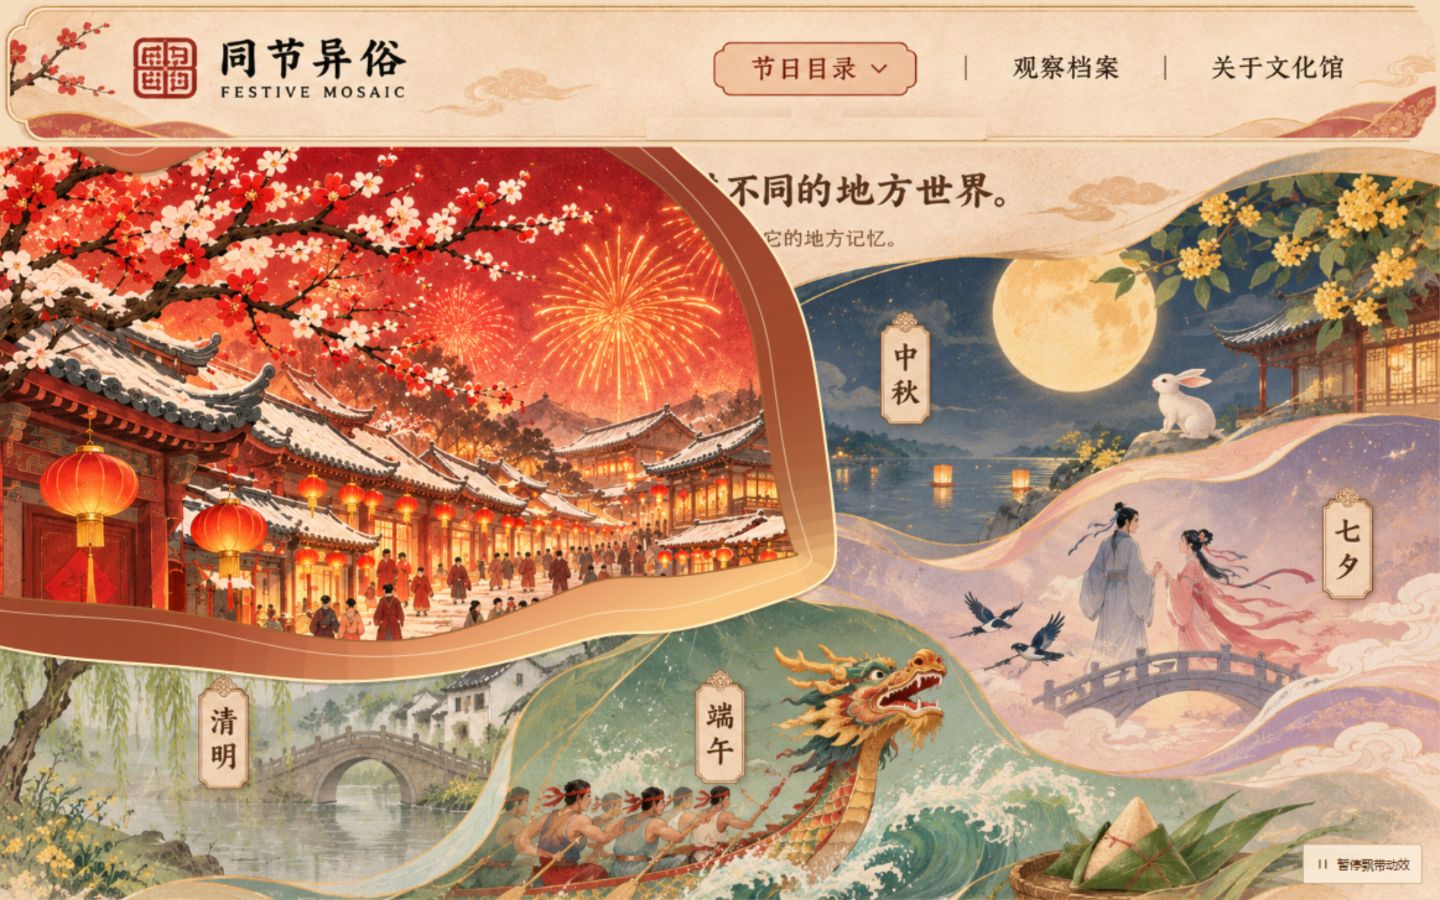 同节异俗
FESTIVE MOSAIC
节日目录
观察档案
关于文化馆
不同的地方世界。
它的地方记忆。
中秋
七夕
清明
端午
暂停飘带动效